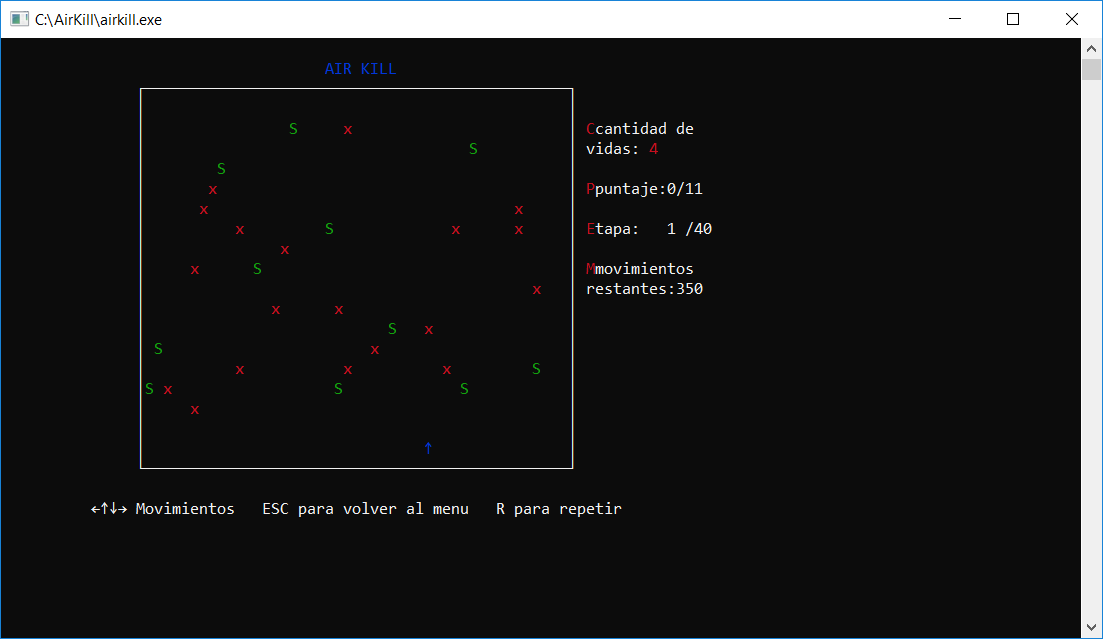 C:\AirKill\airkill.exe
AIR KILL
S x
S
S
x
x x
x S x x
x
x S
x
x x
S x
S x
x x x S
S x S S
x
↑
Ccantidad de
vidas: 4
Ppuntaje:0/11
Etapa: 1 /40
Mmovimientos
restantes:350
←↑↓→ Movimientos ESC para volver al menu R para repetir